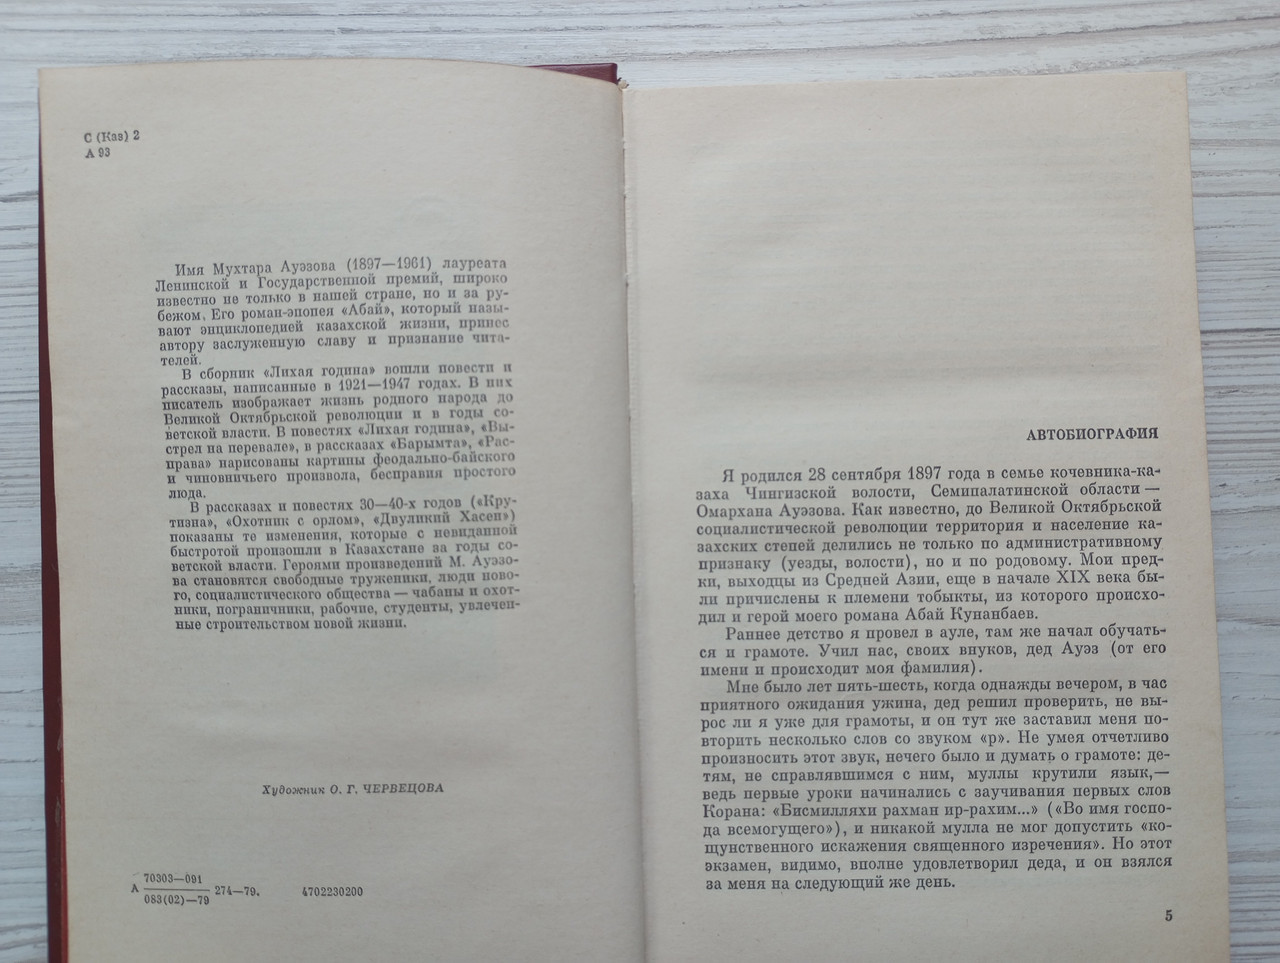 С (Каз) 2
А 93
Имя Мухтара Ауэзова (1897—1961) лауреата
Ленинской и Государственной премий, широко
известно не только в нашей стране, но и за ру-
бежом. Его роман-эпопея «Абай», который назы-
вают энциклопедией казахской жизни, принес
автору заслуженную славу и признание чита-
телей.
В сборник «Лихая година» вошли повести и
рассказы, написанные в 1921—1947 годах. В них
писатель изображает жизнь родного народа до
Великой Октябрьской революции и в годы со-
ветской власти. В повестях «Лихая година», «Вы-
стрел на перевале», в рассказах «Барымта», «Рас-
права» нарисованы картины феодально-байского
и чиновничьего произвола, бесправия простого
люда.
В рассказах и повестях 30—40-х годов («Кру-
тизна», «Охотник с орлом», «Двуликий Хасен»)
показаны те изменения, которые с невиданной
быстротой произошли в Казахстане за годы со-
ветской власти. Героями произведений М. Ауэзо-
ва становятся свободные труженики, люди ново-
го, социалистического общества — чабаны и охот-
ники, пограничники, рабочие, студенты, увлечен-
ные строительством новой жизни.
Художник О. Г. ЧЕРВЕЦОВА
А 70303—091
083(02)—79 274—79. 4702230200
АВТОБИОГРАФИЯ
Я родился 28 сентября 1897 года в семье кочевника-ка-
заха Чингизской волости, Семипалатинской области —
Омархана Ауэзова. Как известно, до Великой Октябрьской
социалистической революции территория и население ка-
захских степей делились не только по административному
признаку (уезды, волости), но и по родовому. Мои пред-
ки, выходцы из Средней Азии, еще в начале XIX века бы-
ли причислены к племени тобыкты, из которого происхо-
дил и герой моего романа Абай Кунанбаев.
Раннее детство я провел в ауле, там же начал обучать-
ся и грамоте. Учил нас, своих внуков, дед Ауэз (от его
имени и происходит моя фамилия).
Мне было лет пять-шесть, когда однажды вечером, в час
приятного ожидания ужина, дед решил проверить, не вы-
рос ли я уже для грамоты, и он тут же заставил меня по-
вторить несколько слов со звуком «р». Не умея отчетливо
произносить этот звук, нечего было и думать о грамоте: де-
тям, не справлявшимся с ним, муллы крутили язык,—
ведь первые уроки начинались с заучивания первых слов
Корана: «Бисмилляхи рахман ир-рахим...» («Во имя госпо-
да всемогущего»), и никакой мулла не мог допустить «ко-
щунственного искажения священного изречения». Но этот
экзамен, видимо, вполне удовлетворил деда, и он взялся
за меня на следующий же день.
5